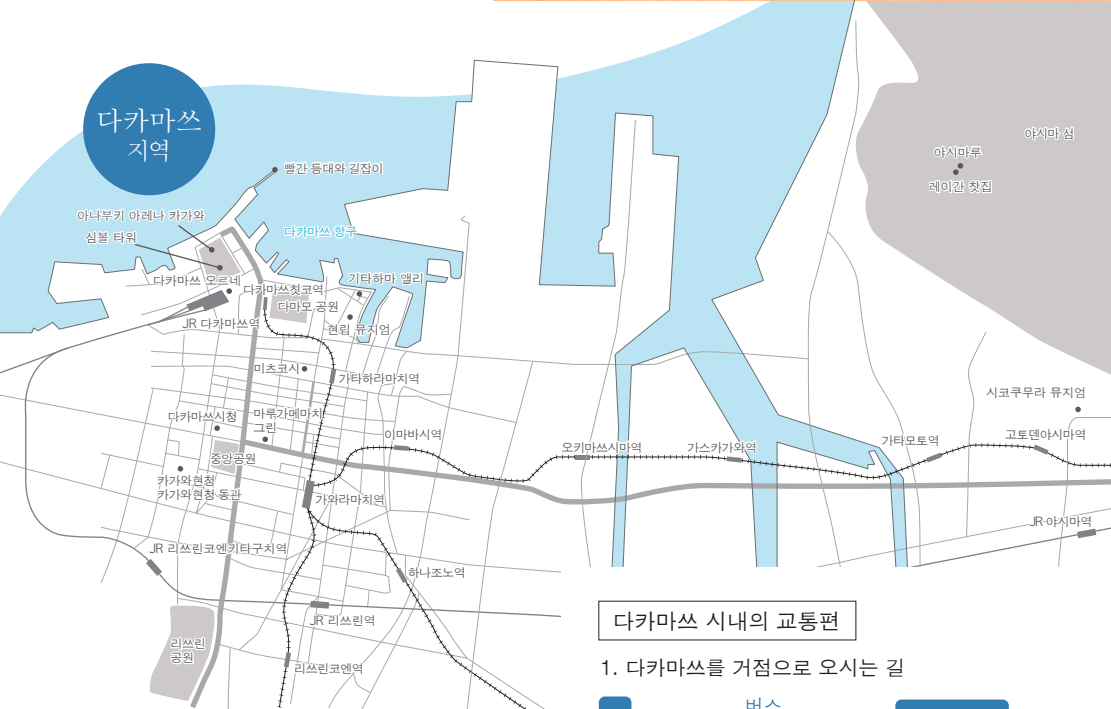 다카마쓰
지역
빨간 등대와 길잡이
야시마 섬
야시마루
레이간 찻집
아나부키 아레나 카가와
심볼 타워
다카마쓰 항구
다카마쓰 오르네
다카마쓰칫코역
기타하마 앨리
다마모 공원
JR 다카마쓰역
현립 뮤지엄
미츠코시
가타하라마치역
시코쿠무라 뮤지엄
다카마쓰시청
마루가메마치
그린
이마바시역
오키마쓰시마역
가스카가와역
가타모토역
고토덴야시마역
중앙공원
카가와현청
카가와현청 동관
가와라마치역
JR 야시마역
JR 리쓰린코엔키타구치역
하나조노역
JR 리쓰린역
리쓰린
공원
리쓰린코엔역
다카마쓰 시내의 교통편
1. 다카마쓰를 거점으로 오시는 길
버스